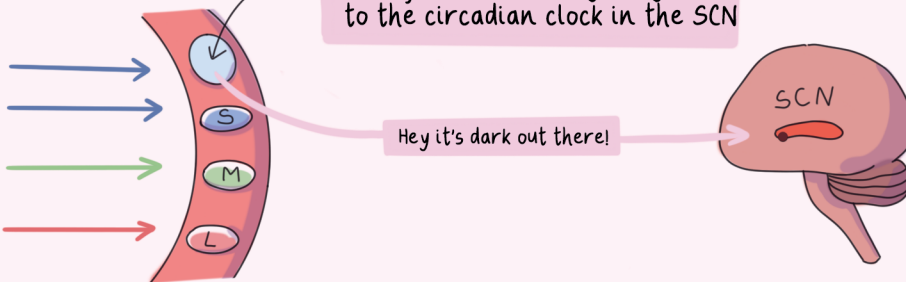 to the circadian clock in the SCN
SCN
S
Hey it's dark out there!
M
L